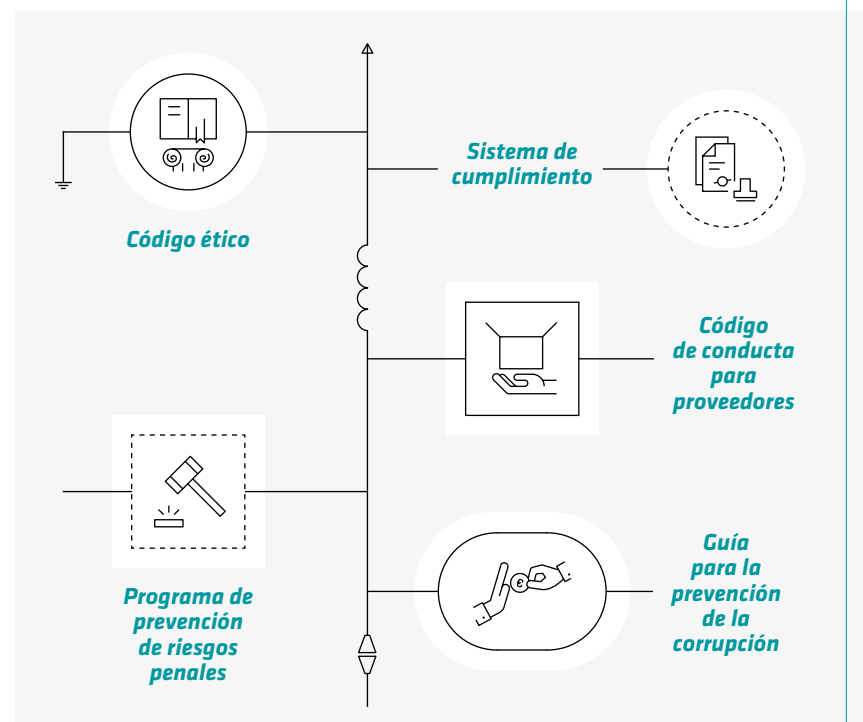 Código ético
Sistema de
cumplimiento
Código
de conducta
para
proveedores
Programa de
prevención
de riesgos
penales
Guía
para la
prevención
de la
corrupción
€